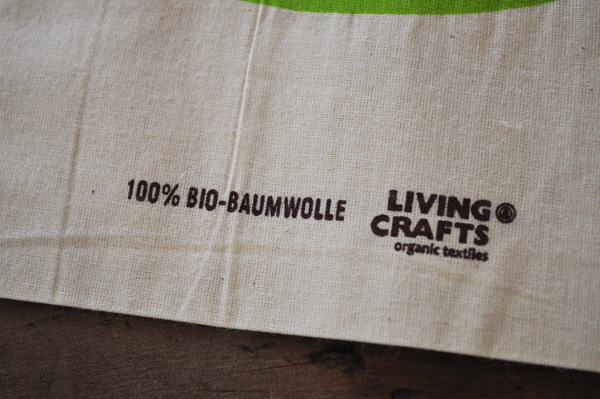 100% BIO-BAUMWOLLE
LIVING
CRAFTS
organic textiles